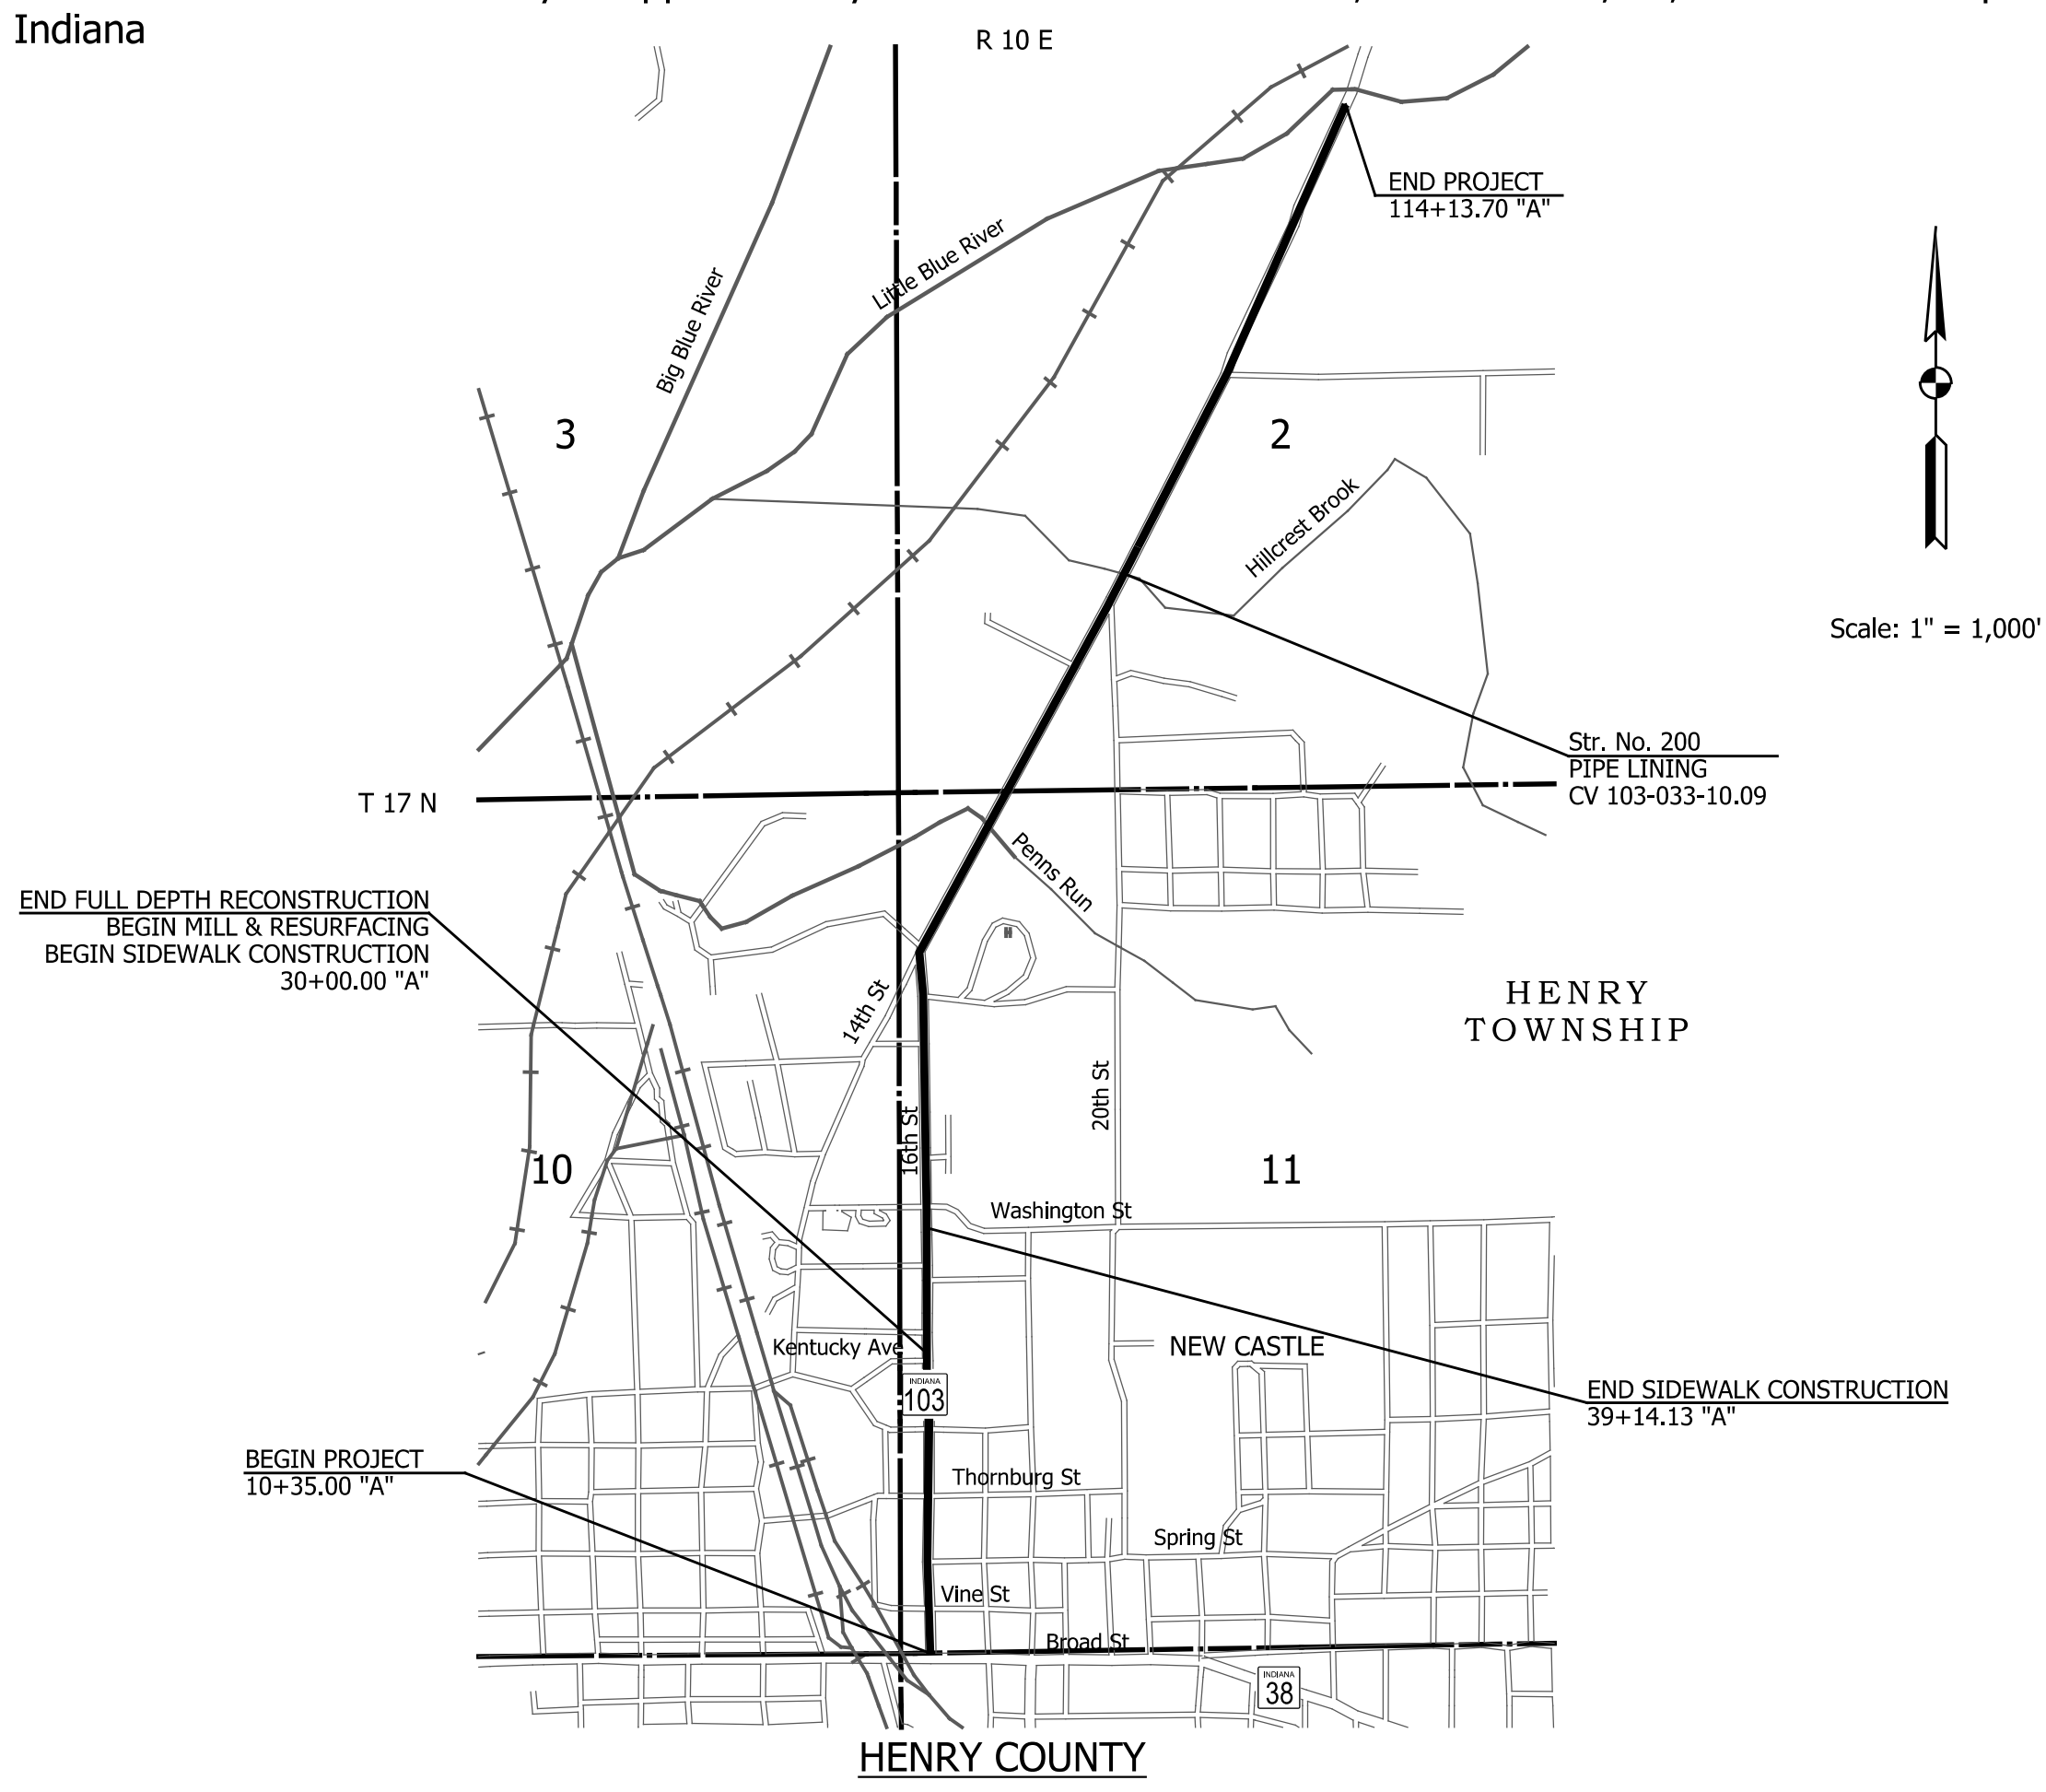 Indiana
R 10 E
END PROJECT
114+13.70 "A"
Little Blue River
Big Blue River
3
2
Hillcrest Brook
Scale: 1" = 1,000'
Str. No. 200
PIPE LINING
CV 103-033-10.09
T 17 N
Penns Run
END FULL DEPTH RECONSTRUCTION
BEGIN MILL & RESURFACING
BEGIN SIDEWALK CONSTRUCTION
30+00.00 "A"
H
14th St
HENRY
TOWNSHIP
20th St
16th St
10
11
Washington St
Kentucky Ave
NEW CASTLE
INDIANA
103
END SIDEWALK CONSTRUCTION
39+14.13 "A"
BEGIN PROJECT
10+35.00 "A"
Thornburg St
Spring St
Vine St
Broad St
INDIANA
38
HENRY COUNTY